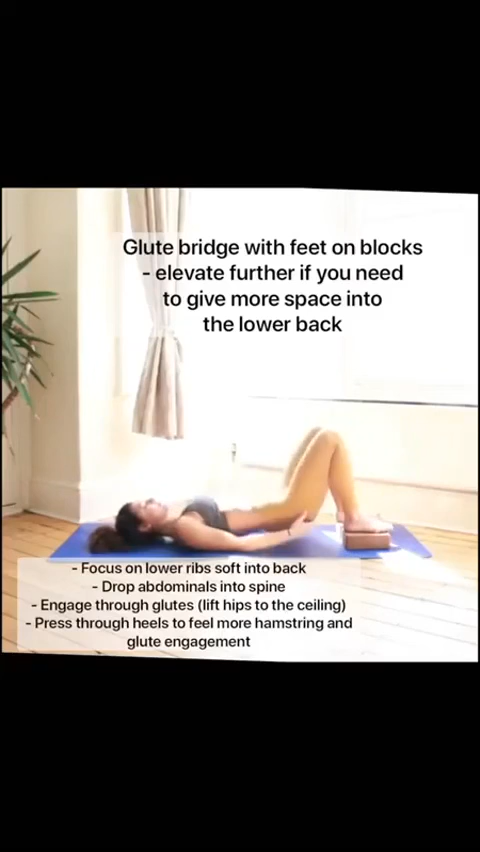 Glute bridge with feet on blocks
- elevate further if you need
to give more space into
the lower back
- Focus on lower ribs soft into back
- Drop abdominals into spine
- Engage through glutes (lift hips to the ceiling)
- Press through heels to feel more hamstring and
glute engagement